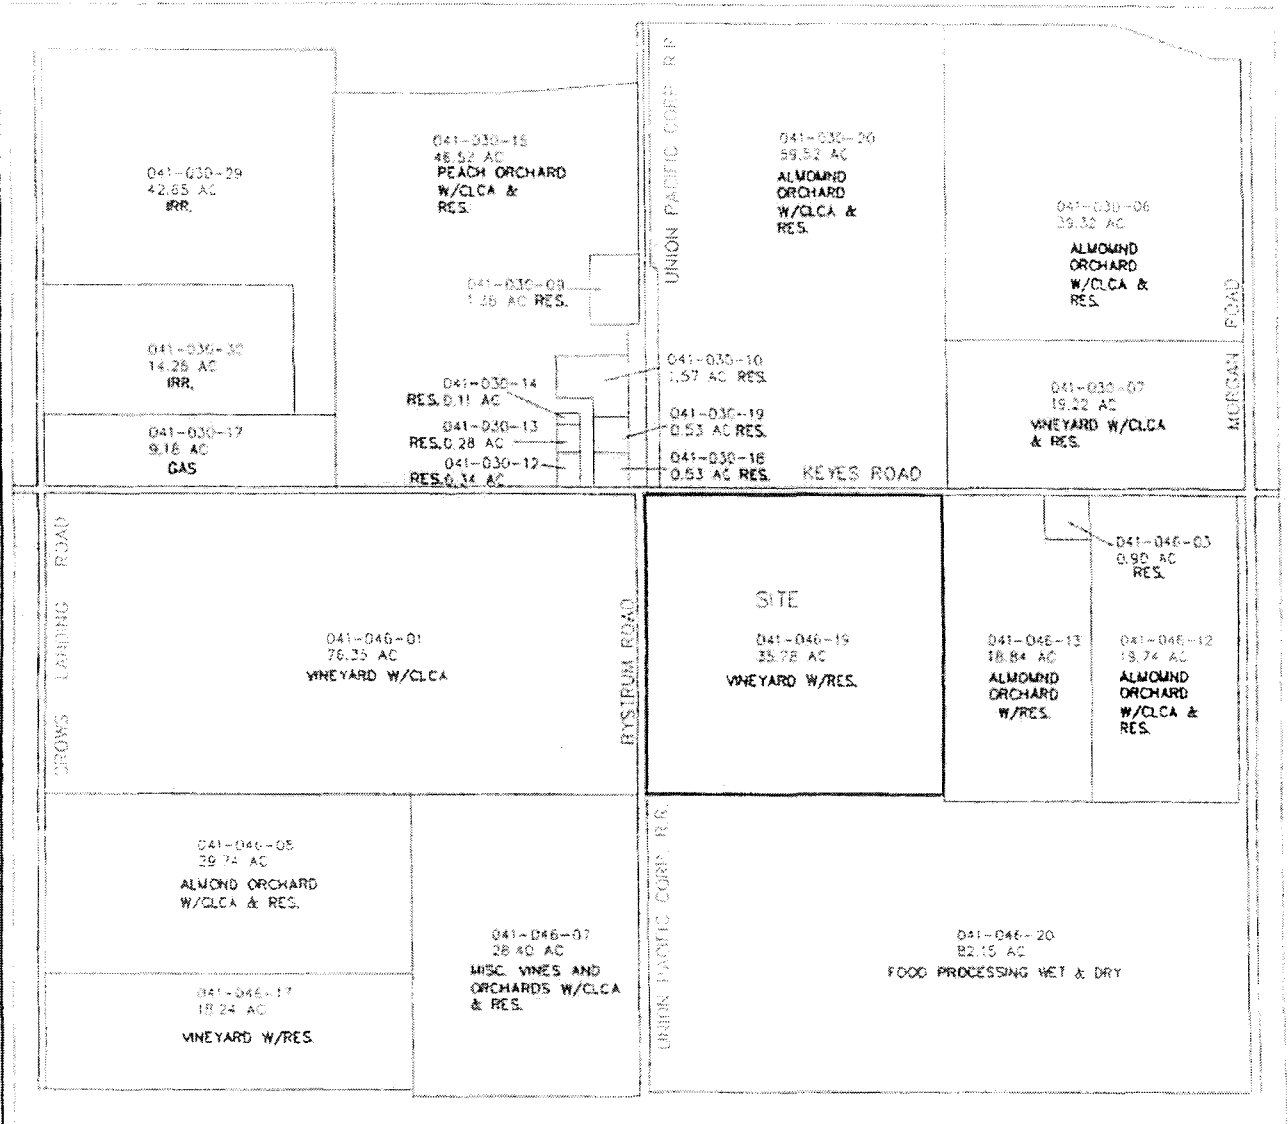 041-030-29
42.65 AC
IRR.
041-030-15
46.52 AC
PEACH ORCHARD
W/CLCA &
RES.
UNION PACIFIC CORP. R.R.
041-030-20
59.52 AC
ALMOMND
ORCHARD
W/CLCA &
RES.
041-030-06
39.32 AC
ALMOMND
ORCHARD
W/CLCA &
RES.
MORGAN ROAD
041-030-09
AC RES.
041-030-30
14.28 AC
IRR.
041-030-10
1.57 AC RES.
041-030-14
RES. 0.11 AC
041-030-19
0.53 AC RES.
041-030-13
RES. 0.28 AC
041-030-18
0.53 AC RES.
041-030-12
RES. 0.34 AC
041-030-07
19.22 AC
VINEYARD W/CLCA
& RES.
041-030-17
9.18 AC
GAS
KEYES ROAD
CROWS LANDING ROAD
041-046-01
76.35 AC
VINEYARD W/CLCA
BYSTRUM ROAD
SITE
041-046-19
35.78 AC
VINEYARD W/RES.
041-046-03
0.90 AC
RES.
041-046-13
18.84 AC
ALMOMND
ORCHARD
W/RES.
041-046-12
19.74 AC
ALMOMND
ORCHARD
W/CLCA &
RES.
041-046-05
29.74 AC
ALMOND ORCHARD
W/CLCA & RES.
041-046-07
28.40 AC
MISC. VINES AND
ORCHARDS W/CLCA
& RES.
UNION PACIFIC CORP. R.R.
041-046-20
82.15 AC
FOOD PROCESSING WET & DRY
041-046-17
18.24 AC
VINEYARD W/RES.